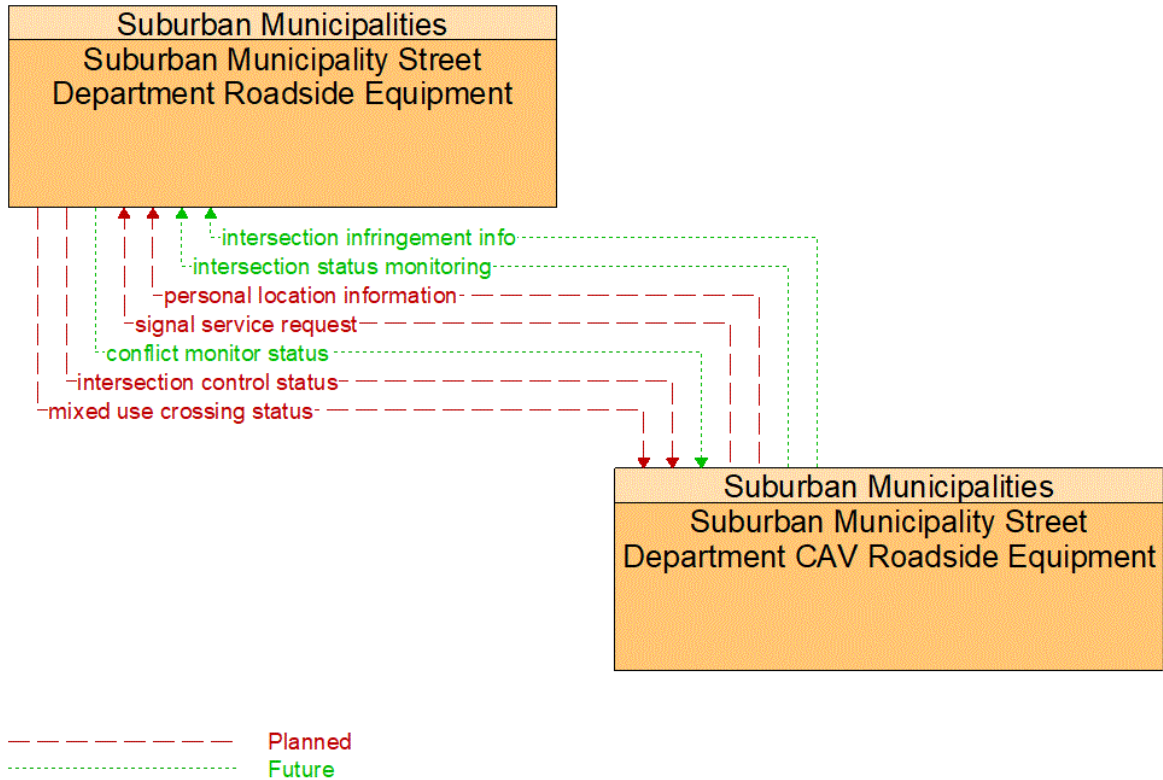 Suburban Municipalities
Suburban Municipality Street
Department Roadside Equipment
intersection infringement info
intersection status monitoring
personal location information
signal service request
conflict monitor status
intersection control status
mixed use crossing status
Suburban Municipalities
Suburban Municipality Street
Department CAV Roadside Equipment
Planned
Future